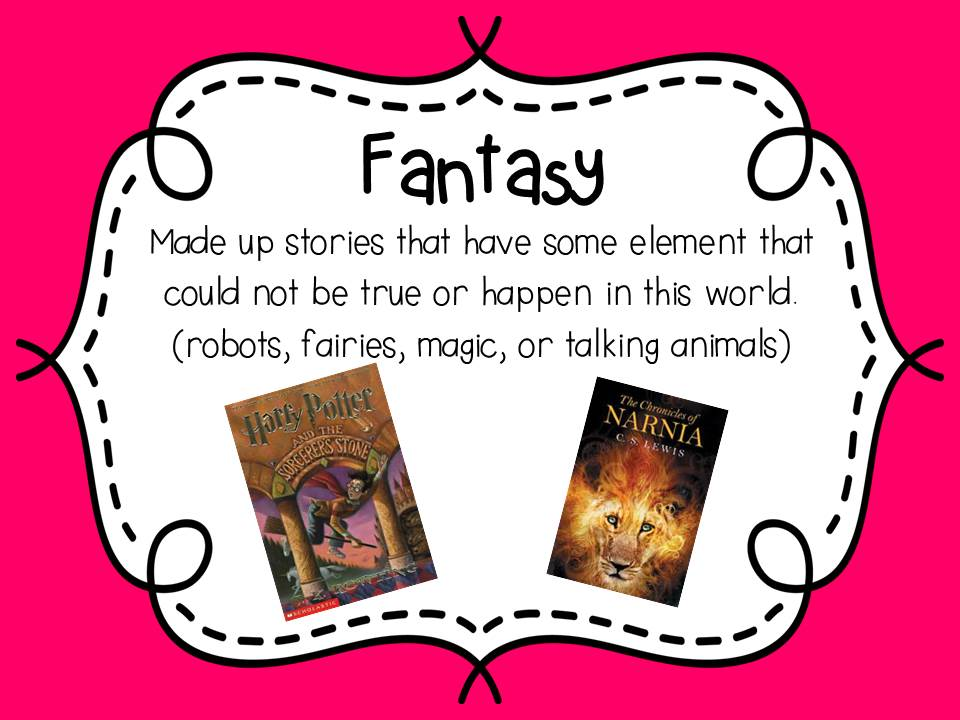 Fantasy
Made up stories that have some element that
could not be true or happen in this world.
(robots, fairies, magic, or talking animals)
Harry Potter
AND THE
SORCERER'S STONE
J. K. ROWLING
SCHOLASTIC
The Chronicles of
NARNIA
C. S. LEWIS